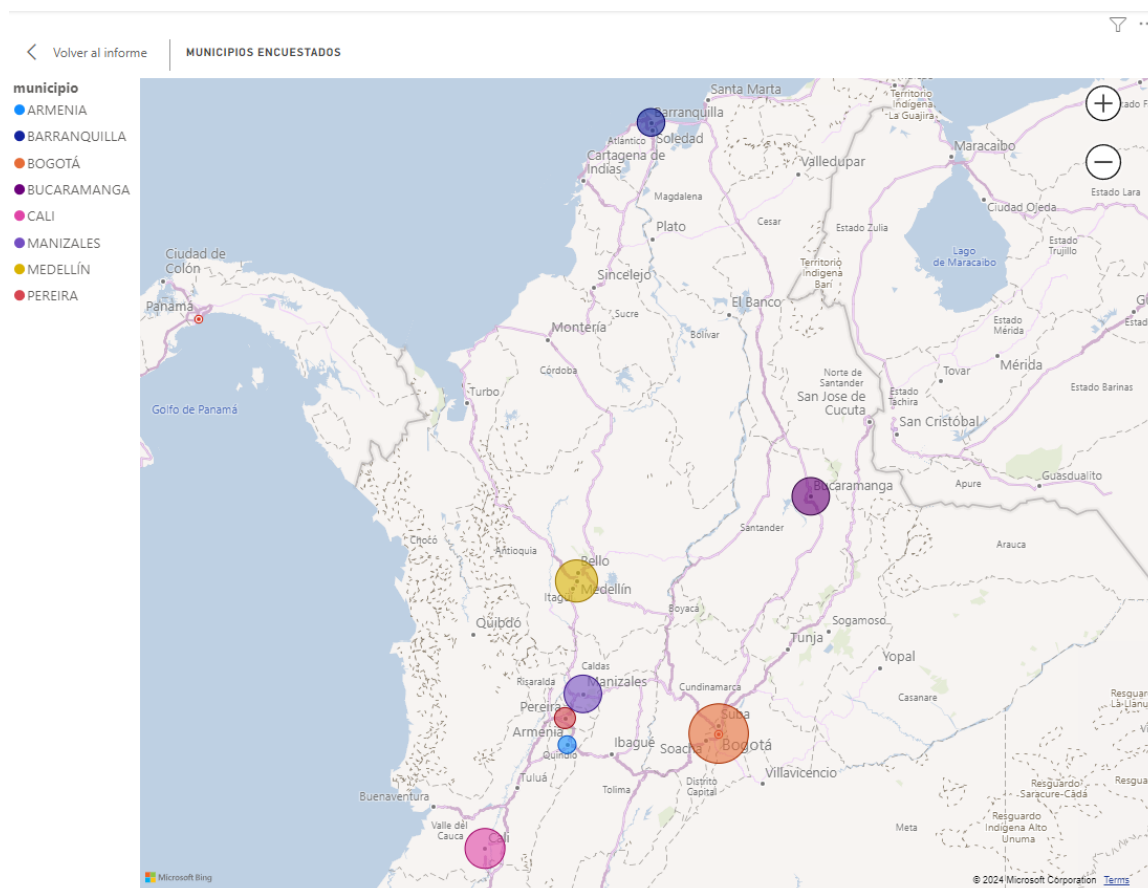 Volver al informe
MUNICIPIOS ENCUESTADOS
municipio
ARMENIA
BARRANQUILLA
BOGOTÁ
BUCARAMANGA
CALI
MANIZALES
MEDELLÍN
PEREIRA
Santa Marta
Territorio
Indígena
La Guajira
Barranquilla
Atlantico
Soledad
Cartagena de
Indias
Maracaibo
Valledupar
Magdalena
Estado Lara
Ciudad Ojeda
Plato
Cesar
Estado Zulia
Estado
Trujillo
Ciudad de
Colón
Lago
de Maracaibo
Territorio
Indígena
Barí
Sincelejo
Panamá
Sucre
El Banco
Estado
Mérida
Montería
Bolívar
Mérida
Córdoba
Norte de
Santander
Tovar
Turbo
San Jose de
Cucuta
Estado
Táchira
Estado Barinas
Golfo de Panamá
San Cristóbal
Guasdualito
Apure
Bucaramanga
Santander
Chocó
Antioquia
Arauca
Bello
Itagüí
Medellín
Boyaca
Quibdó
Sogamoso
Tunja
Yopal
Caldas
Risaralda
Manizales
Cundinamarca
Casanare
Pereira
Suba
Armenia
Ibague
Soacha
Bogotá
Quindío
Tuluá
Tolima
Distrito
Capital
Villavicencio
Buenaventura
Resguardo
Saracure-Cadá
Valle del
Cauca
Cali
Meta
Resguardo
Indígena Alto
Unuma
Microsoft Bing
© 2024 Microsoft Corporation Terms